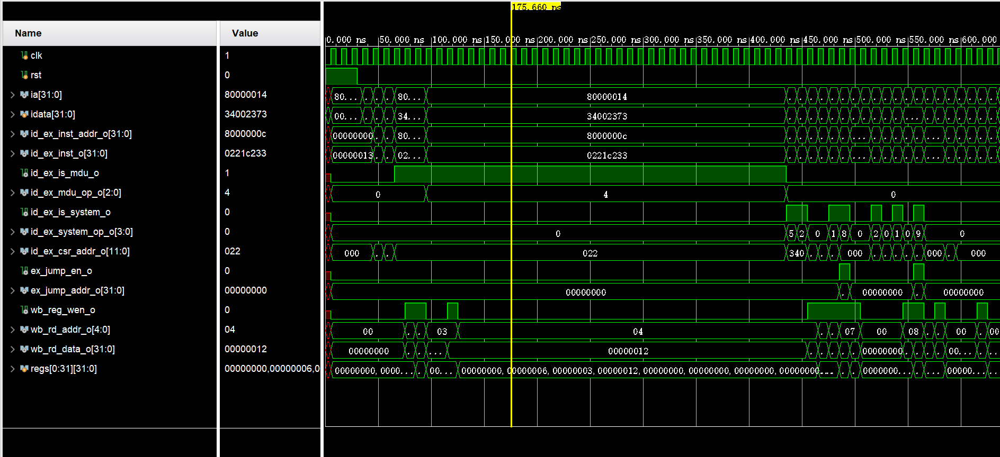 175.660 ns
Name Value
0.000 ns 50.000 ns 100.000 ns 150.000 ns 200.000 ns 250.000 ns 300.000 ns 350.000 ns 400.000 ns 450.000 ns 500.000 ns 550.000 ns 600.000
clk 1
rst 0
ia[31:0] 80000014 80... . . . 80... 80000014 . . . . . . . . . . . . . . . . . . . .
idata[31:0] 34002373 00... . . . 34... 34002373 . . . . . . . . . . . ... . . . . . . .
id_ex_inst_addr_o[31:0] 8000000c 00000000 . . 80... 8000000c . . . . . . ... . . . . . ... . . . . .
id_ex_inst_o[31:0] 0221c233 00000013 . . 02... 0221c233 . . . . . . ... . . . . . ... . . . . .
id_ex_is_mdu_o 1
id_ex_mdu_op_o[2:0] 4 0 4 0
id_ex_is_system_o 0
id_ex_system_op_o[3:0] 0 0 5 2 0 1 8 0 2 0 1 0 9 0
id_ex_csr_addr_o[11:0] 022 000 . . 022 340 . . . 000 . . . . . 000 . 000
ex_jump_en_o 0
ex_jump_addr_o[31:0] 00000000 00000000 . 00000000 . 00000000
wb_reg_wen_o 0
wb_rd_addr_o[4:0] 04 00 . . 03 04 . . 07 00 08 . . 00 . 00
wb_rd_data_o[31:0] 00000012 00000000 . . ... 00000012 . . . . . 00000000 . . . . 00... . .
regs[0:31][31:0] 00000000,00000006,0 00000000,0000... . 00... 00000000,00000006,00000003,00000012,00000000,00000000,00000000,00000000... . . 0000000... . . 00000... ..